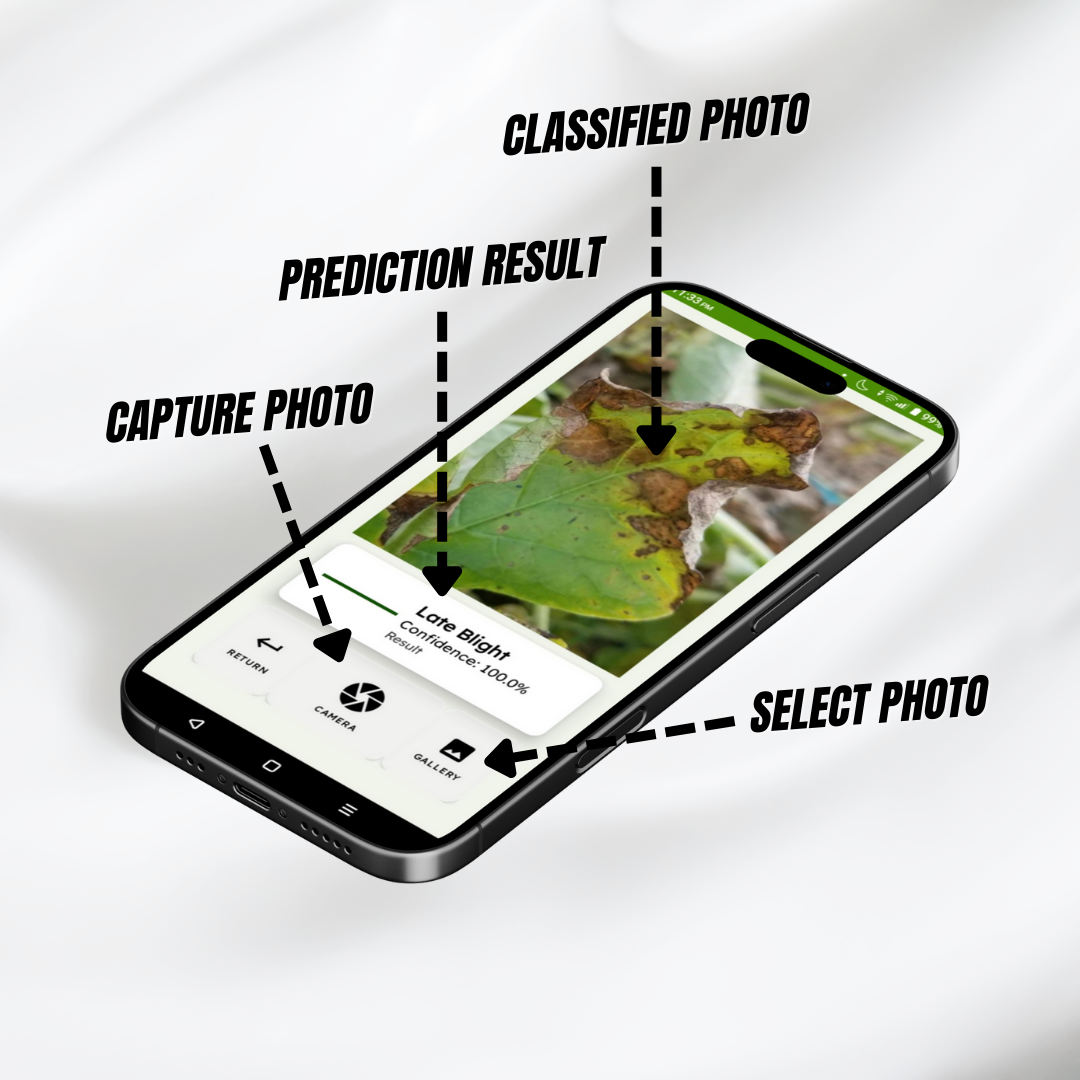 CLASSIFIED PHOTO
PREDICTION RESULT
11:33 PM
99%
CAPTURE PHOTO
Late Blight
Confidence: 100.0%
Result
RETURN
CAMERA
GALLERY
SELECT PHOTO